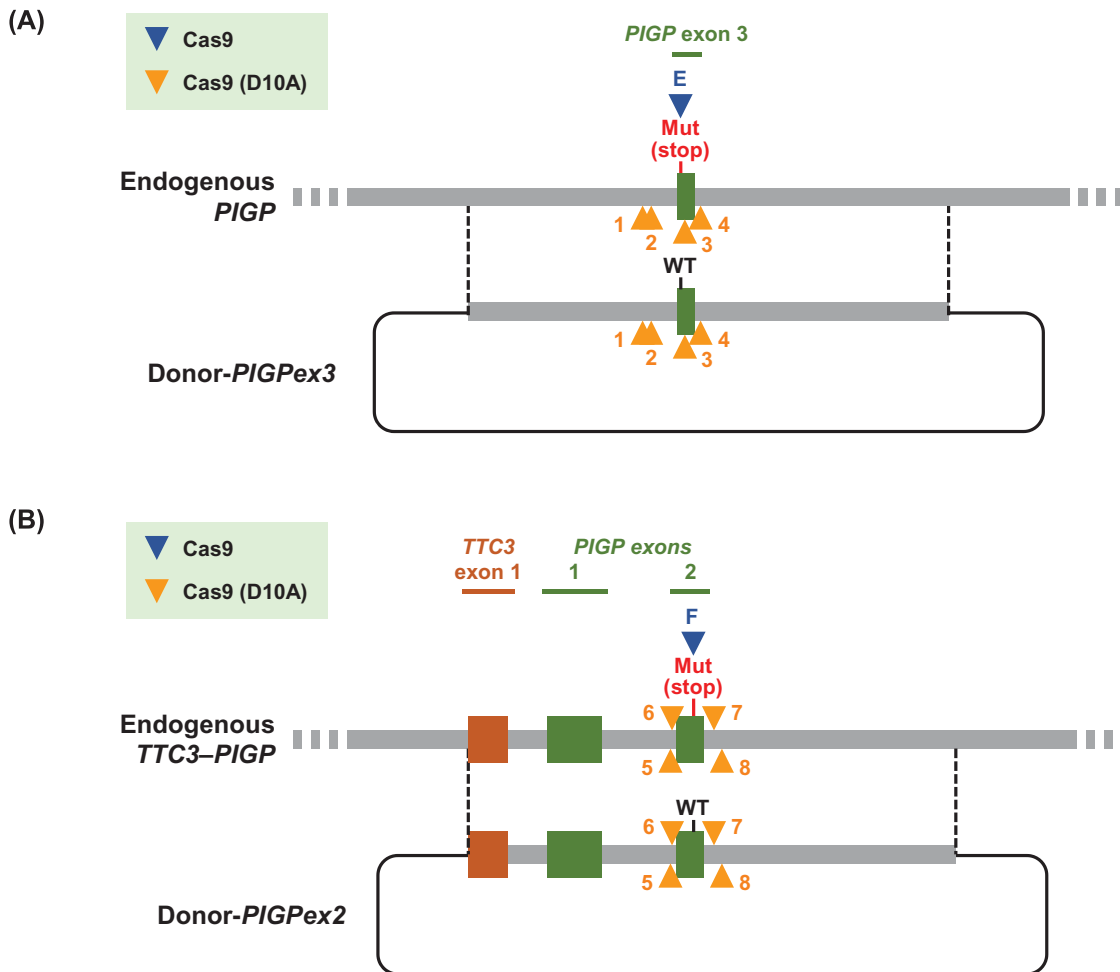 (A)
Cas9
Cas9 (D10A)
PIGP exon 3
E
Mut
(stop)
Endogenous
PIGP
1
2
3
4
WT
1
2
3
4
Donor-PIGPex3
(B)
Cas9
Cas9 (D10A)
TTC3
exon 1
PIGP exons
1 2
F
Mut
(stop)
6 7
Endogenous
TTC3–PIGP
5 8
WT
6 7
5 8
Donor-PIGPex2